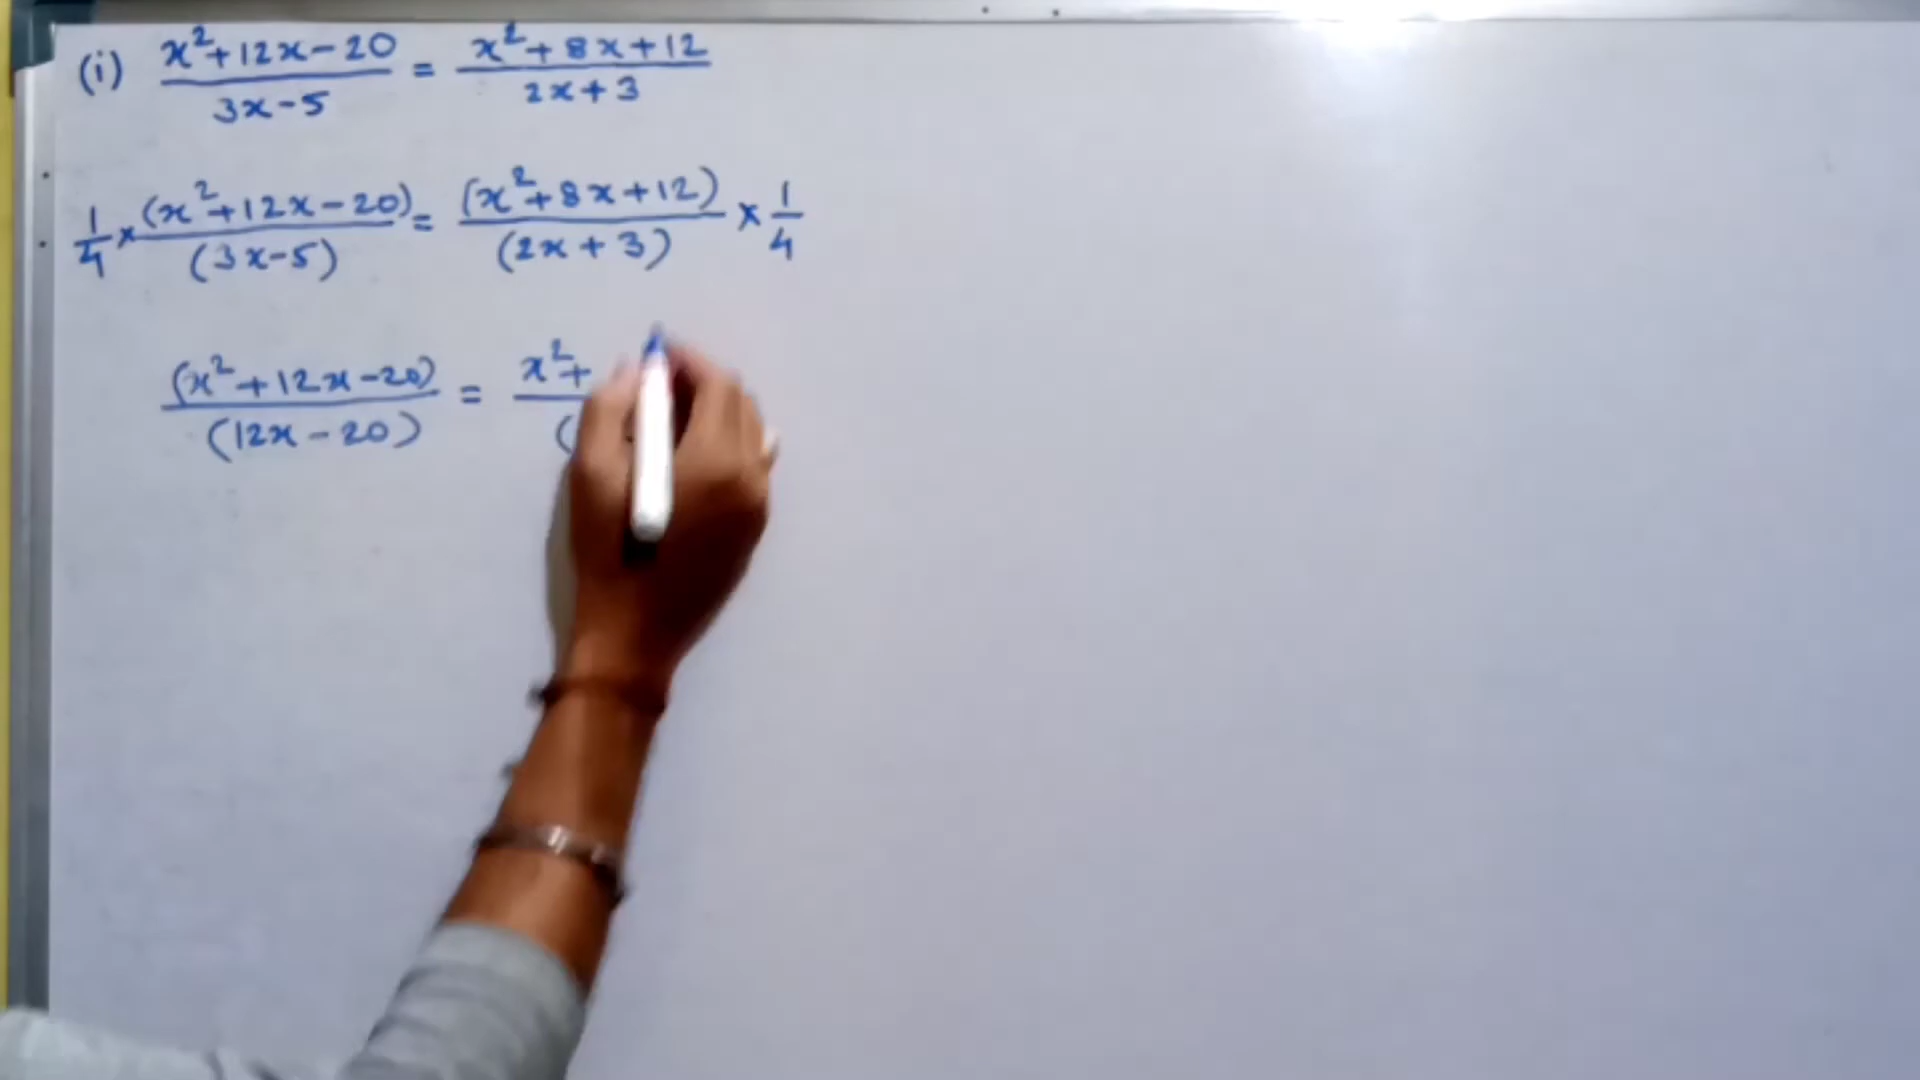 (i) x²+12x-20/3x-5 = x²+8x+12/2x+3
1/4 × (x²+12x-20)/(3x-5) = (x²+8x+12)/(2x+3) × 1/4
(x²+12x-20)/(12x-20) = x²+/(